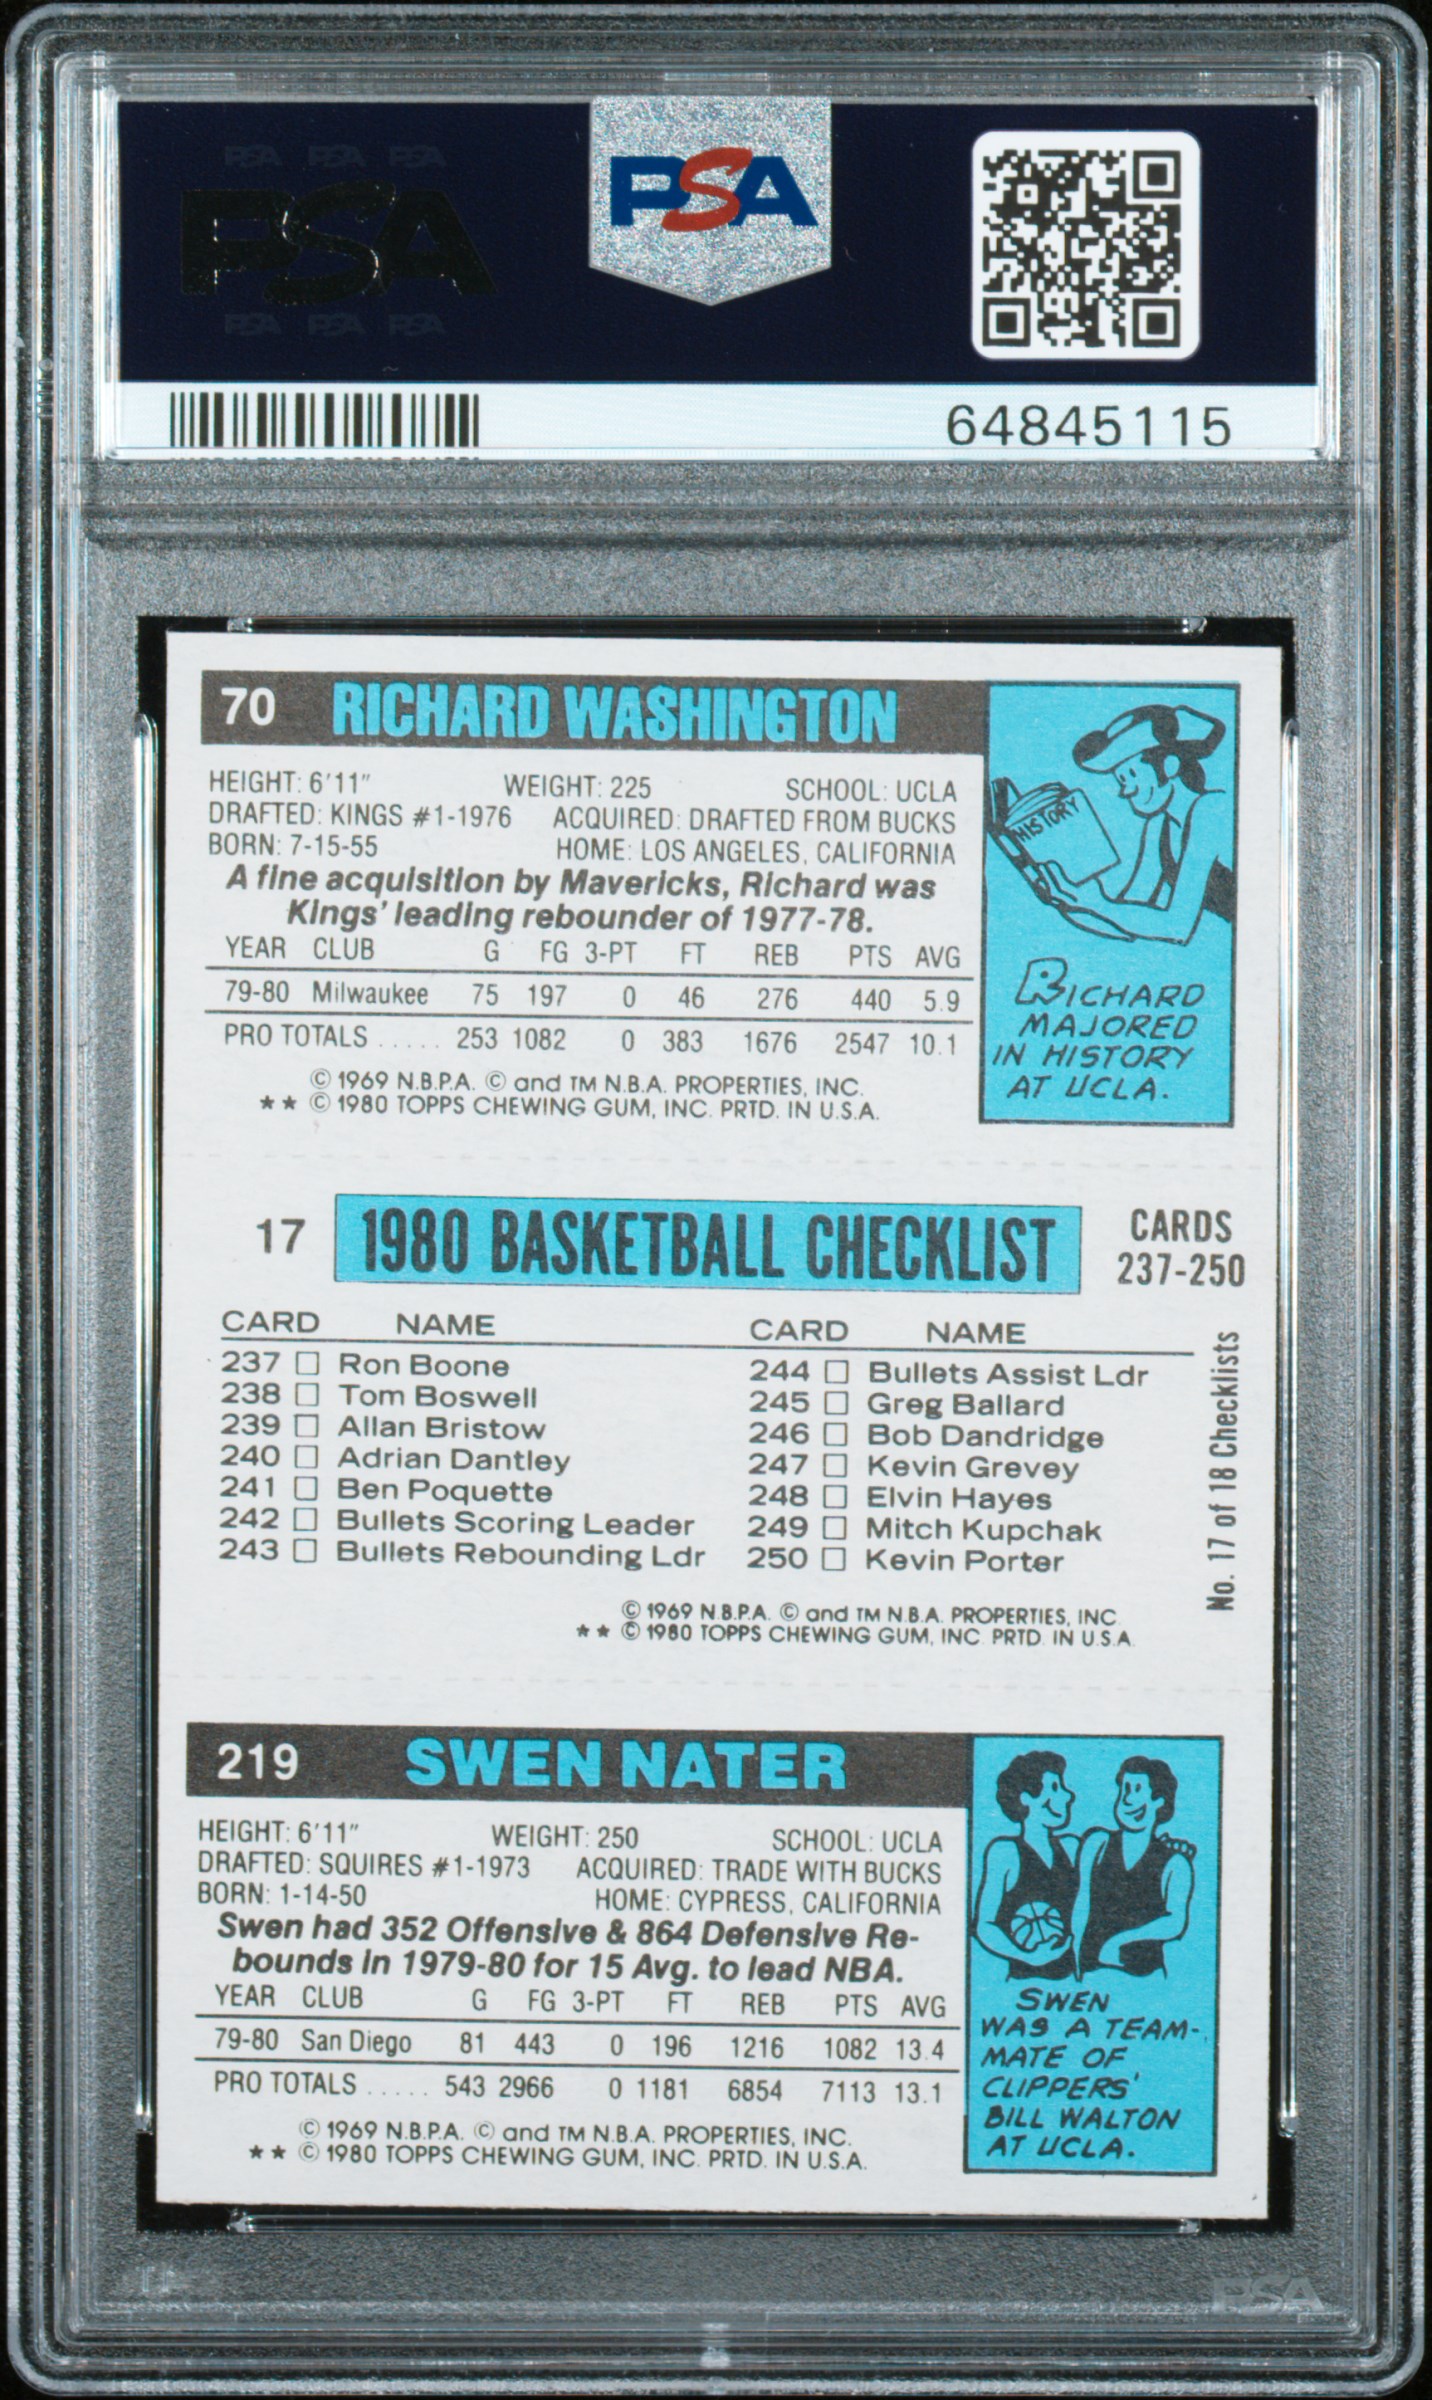 PSA PSA PSA
PSA
PSA PSA PSA
PSA
64845115
70 RICHARD WASHINGTON
HEIGHT: 6'11" WEIGHT: 225 SCHOOL: UCLA
DRAFTED: KINGS #1-1976 ACQUIRED: DRAFTED FROM BUCKS
BORN: 7-15-55 HOME: LOS ANGELES, CALIFORNIA
A fine acquisition by Mavericks, Richard was
Kings' leading rebounder of 1977-78.
YEAR CLUB G FG 3-PT FT REB PTS AVG
79-80 Milwaukee 75 197 0 46 276 440 5.9
PRO TOTALS ..... 253 1082 0 383 1676 2547 10.1
© 1969 N.B.P.A. © and TM N.B.A. PROPERTIES, INC.
** © 1980 TOPPS CHEWING GUM, INC. PRTD. IN U.S.A.
HISTORY
RICHARD
MAJORED
IN HISTORY
AT UCLA.
17 1980 BASKETBALL CHECKLIST CARDS
237-250
CARD NAME
237 □ Ron Boone
238 □ Tom Boswell
239 □ Allan Bristow
240 □ Adrian Dantley
241 □ Ben Poquette
242 □ Bullets Scoring Leader
243 □ Bullets Rebounding Ldr
CARD NAME
244 □ Bullets Assist Ldr
245 □ Greg Ballard
246 □ Bob Dandridge
247 □ Kevin Grevey
248 □ Elvin Hayes
249 □ Mitch Kupchak
250 □ Kevin Porter
No. 17 of 18 Checklists
© 1969 N.B.P.A. © and TM N.B.A. PROPERTIES, INC.
** © 1980 TOPPS CHEWING GUM, INC. PRTD. IN U.S.A.
219 SWEN NATER
HEIGHT: 6'11" WEIGHT: 250 SCHOOL: UCLA
DRAFTED: SQUIRES #1-1973 ACQUIRED: TRADE WITH BUCKS
BORN: 1-14-50 HOME: CYPRESS, CALIFORNIA
Swen had 352 Offensive & 864 Defensive Re-
bounds in 1979-80 for 15 Avg. to lead NBA.
YEAR CLUB G FG 3-PT FT REB PTS AVG
79-80 San Diego 81 443 0 196 1216 1082 13.4
PRO TOTALS ..... 543 2966 0 1181 6854 7113 13.1
© 1969 N.B.P.A. © and TM N.B.A. PROPERTIES, INC.
** © 1980 TOPPS CHEWING GUM, INC. PRTD. IN U.S.A.
SWEN
WAS A TEAM-
MATE OF
CLIPPERS'
BILL WALTON
AT UCLA.
PSA